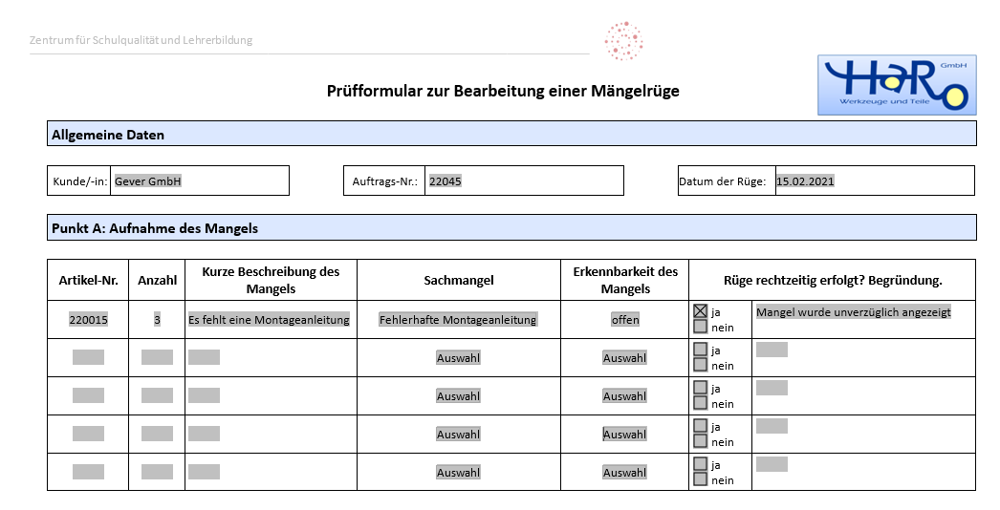 Zentrum für Schulqualität und Lehrerbildung
HaRo GmbH
Werkzeuge und Teile
Prüfformular zur Bearbeitung einer Mängelrüge
Allgemeine Daten
Kunde/-in: Gever GmbH Auftrags-Nr.: 22045 Datum der Rüge: 15.02.2021
Punkt A: Aufnahme des Mangels
Artikel-Nr. Anzahl Kurze Beschreibung des Mangels Sachmangel Erkennbarkeit des Mangels Rüge rechtzeitig erfolgt? Begründung.
220015 3 Es fehlt eine Montageanleitung Fehlerhafte Montageanleitung offen ja Mangel wurde unverzüglich angezeigt
nein
Auswahl Auswahl ja
nein
Auswahl Auswahl ja
nein
Auswahl Auswahl ja
nein
Auswahl Auswahl ja
nein